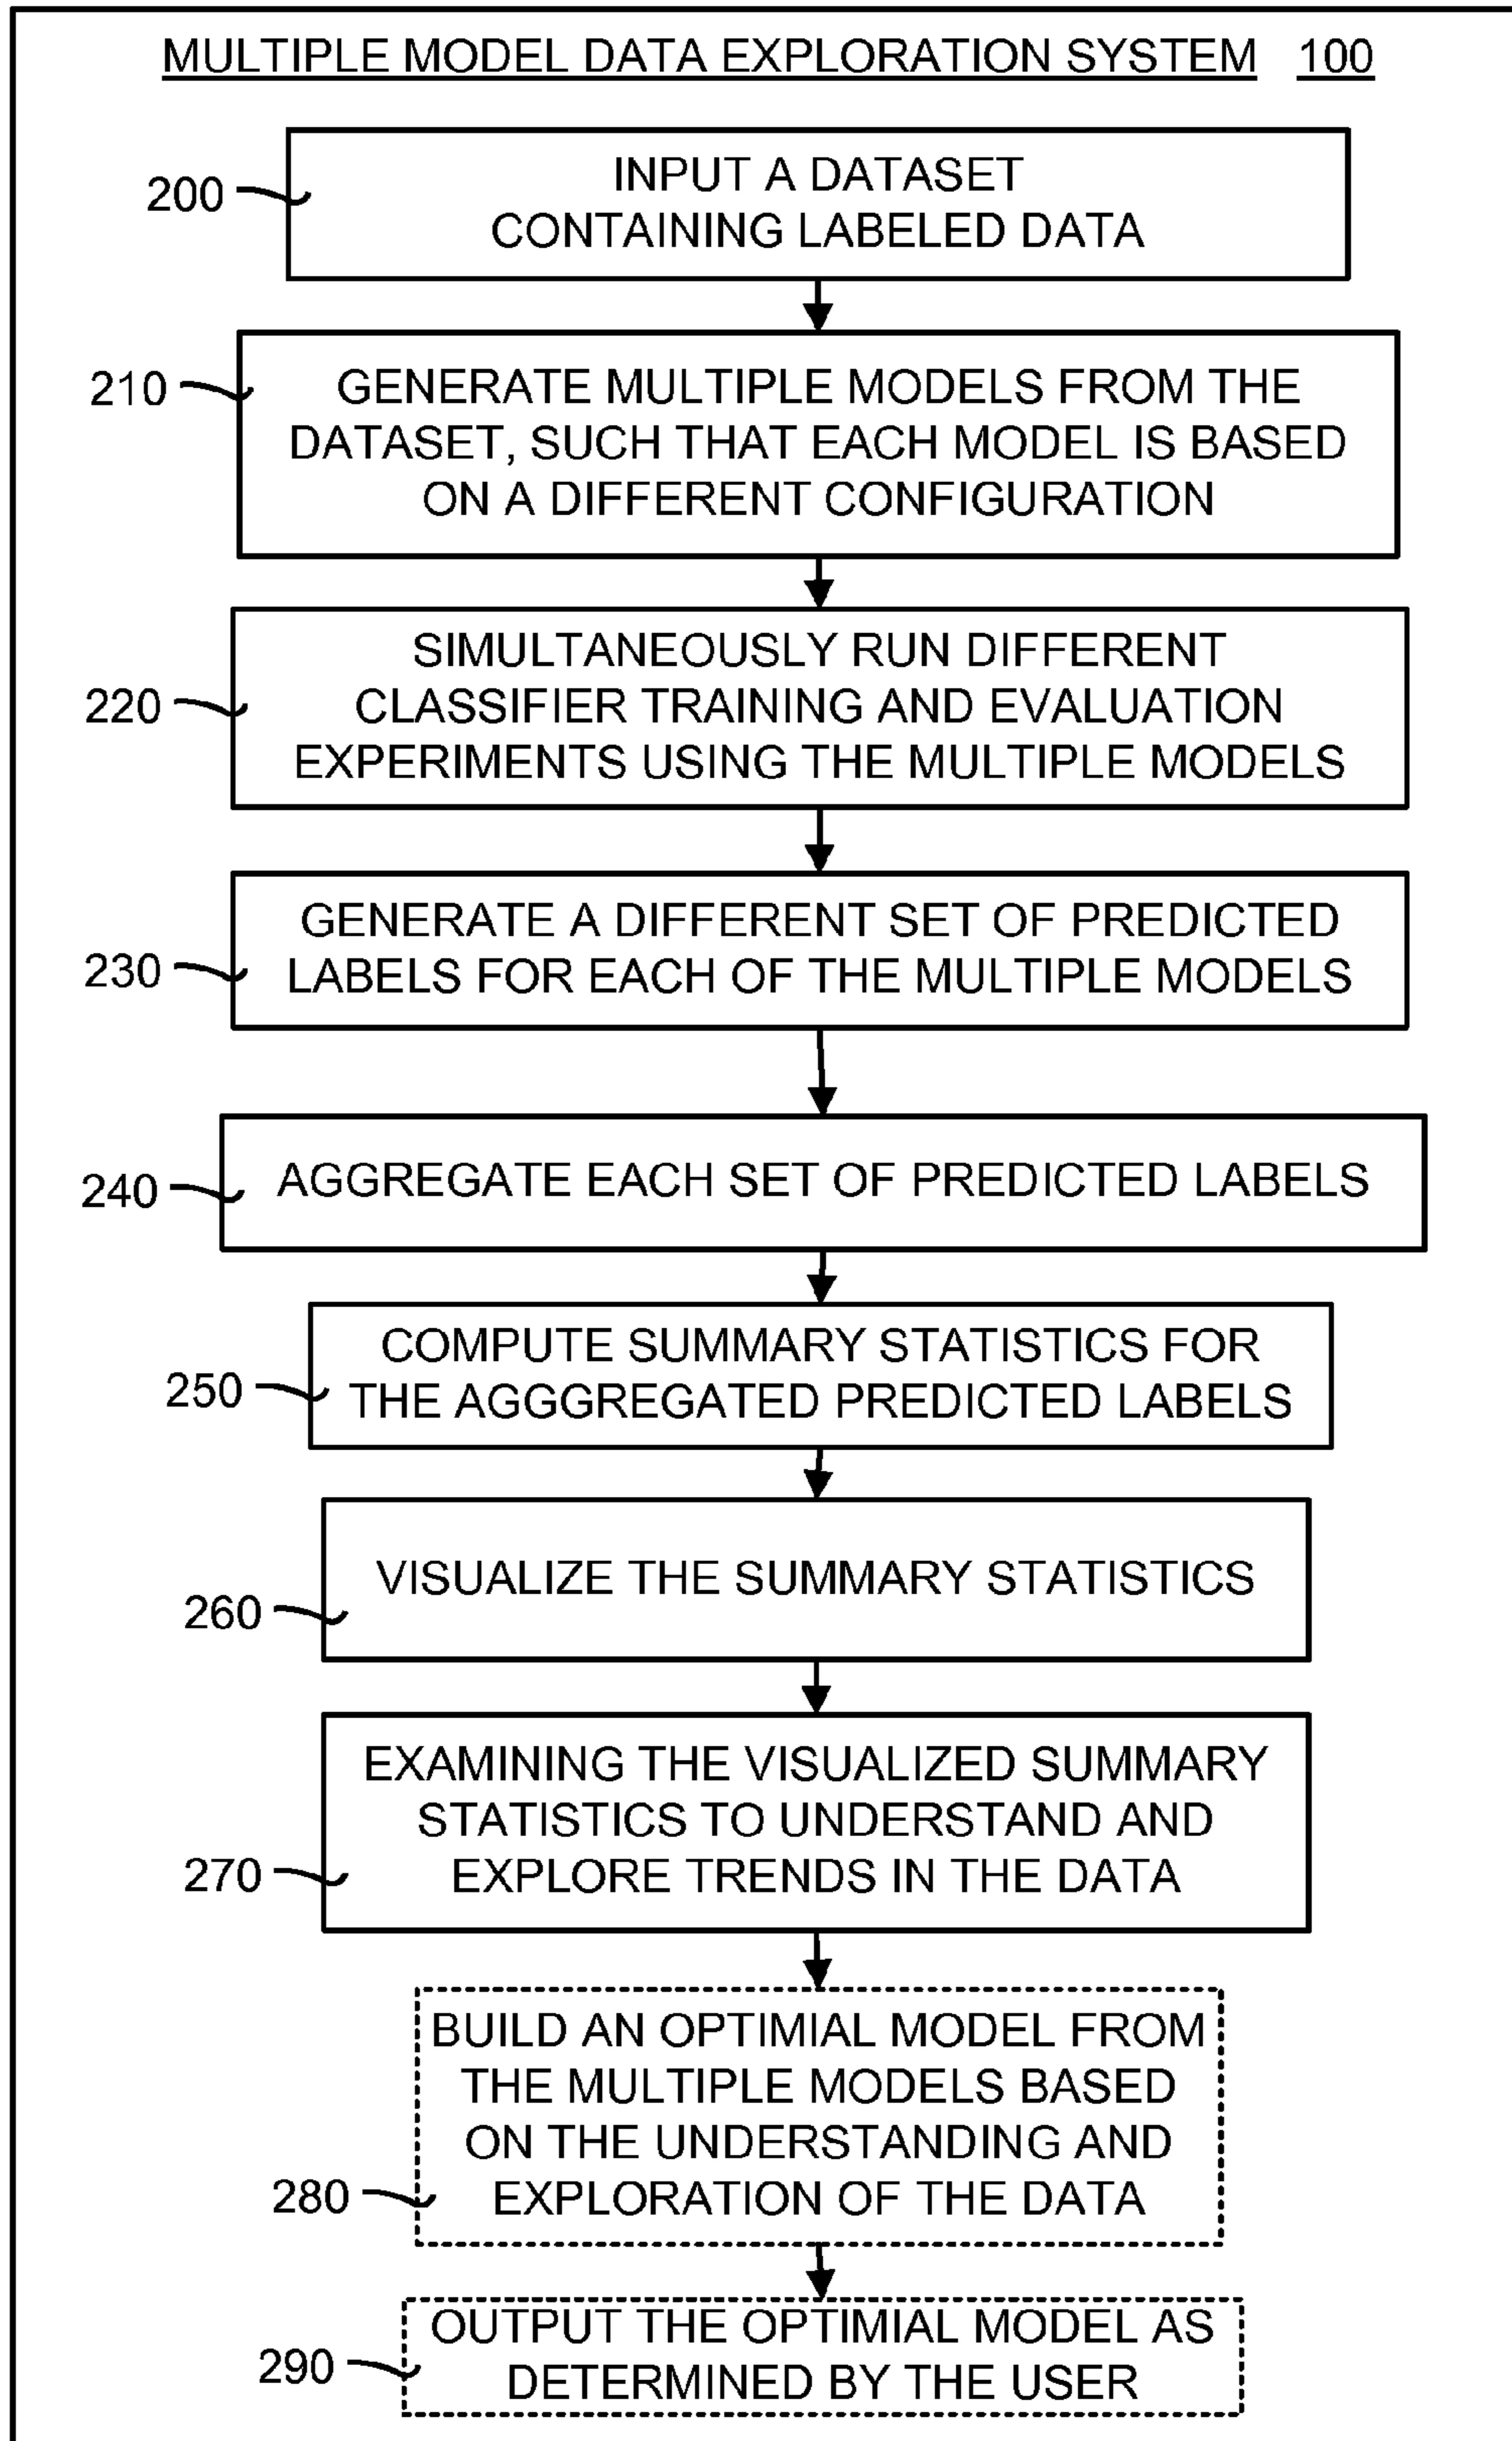 MULTIPLE MODEL DATA EXPLORATION SYSTEM 100
200
INPUT A DATASET
CONTAINING LABELED DATA
210
GENERATE MULTIPLE MODELS FROM THE
DATASET, SUCH THAT EACH MODEL IS BASED
ON A DIFFERENT CONFIGURATION
220
SIMULTANEOUSLY RUN DIFFERENT
CLASSIFIER TRAINING AND EVALUATION
EXPERIMENTS USING THE MULTIPLE MODELS
230
GENERATE A DIFFERENT SET OF PREDICTED
LABELS FOR EACH OF THE MULTIPLE MODELS
240
AGGREGATE EACH SET OF PREDICTED LABELS
250
COMPUTE SUMMARY STATISTICS FOR
THE AGGGREGATED PREDICTED LABELS
260
VISUALIZE THE SUMMARY STATISTICS
270
EXAMINING THE VISUALIZED SUMMARY
STATISTICS TO UNDERSTAND AND
EXPLORE TRENDS IN THE DATA
280
BUILD AN OPTIMIAL MODEL FROM
THE MULTIPLE MODELS BASED
ON THE UNDERSTANDING AND
EXPLORATION OF THE DATA
290
OUTPUT THE OPTIMIAL MODEL AS
DETERMINED BY THE USER